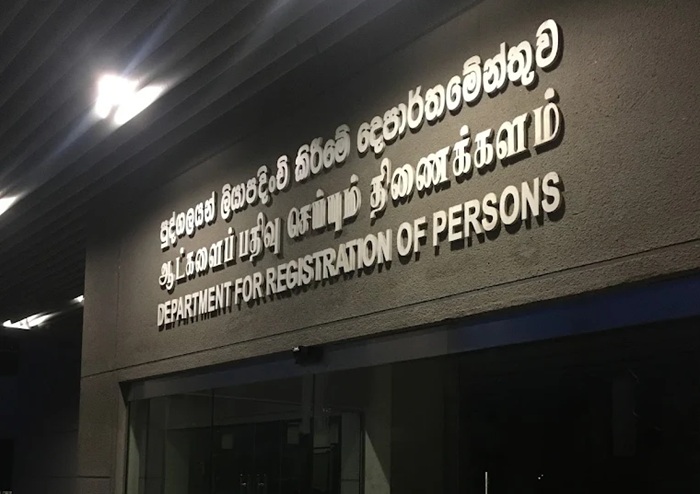 පුද්ගලයන් ලියාපදිංචි කිරීමේ දෙපාර්තමේන්තුව
ஆட்களைப் பதிவு செய்யும் திணைக்களம்
DEPARTMENT FOR REGISTRATION OF PERSONS